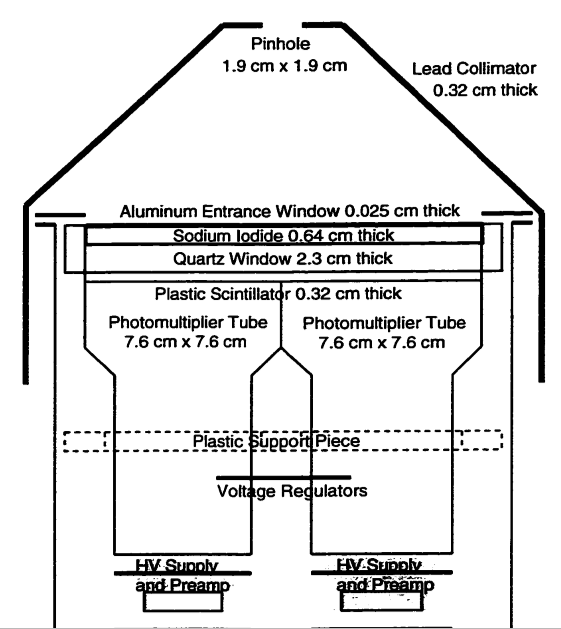 Pinhole
1.9 cm x 1.9 cm
Lead Collimator
0.32 cm thick
Aluminum Entrance Window 0.025 cm thick
Sodium Iodide 0.64 cm thick
Quartz Window 2.3 cm thick
Plastic Scintillator 0.32 cm thick
Photomultiplier Tube
7.6 cm x 7.6 cm
Photomultiplier Tube
7.6 cm x 7.6 cm
Plastic Support Piece
Voltage Regulators
HV Supply
and Preamp
HV Supply
and Preamp